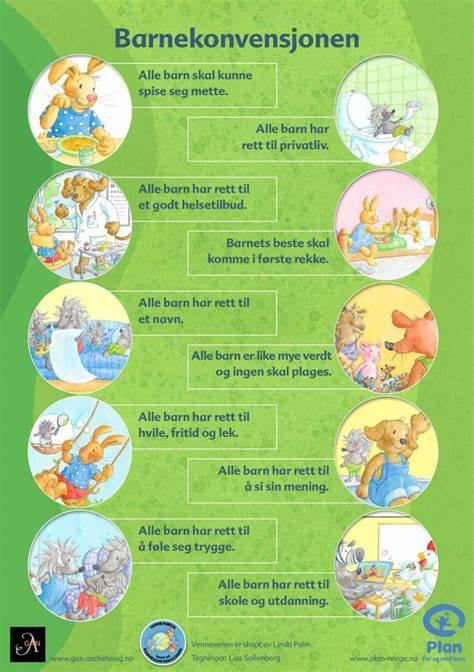 Barnekonvensjonen
Alle barn skal kunne
spise seg mette.
Alle barn har
rett til privatliv.
Alle barn har rett til
et godt helsetilbud.
Barnets beste skal
komme i første rekke.
Alle barn har rett til
et navn.
Alle barn er like mye verdt
og ingen skal plages.
Alle barn har rett til
hvile, fritid og lek.
Alle barn har rett til
å si sin mening.
Alle barn har rett til
å føle seg trygge.
Alle barn har rett til
skole og utdanning.
GAN
www.gan.aschehoug.no
Venneserien er skapt av Linda Palm.
Tegninger: Lisa Sollenberg
Plan
For og med barn
www.plan-norge.no